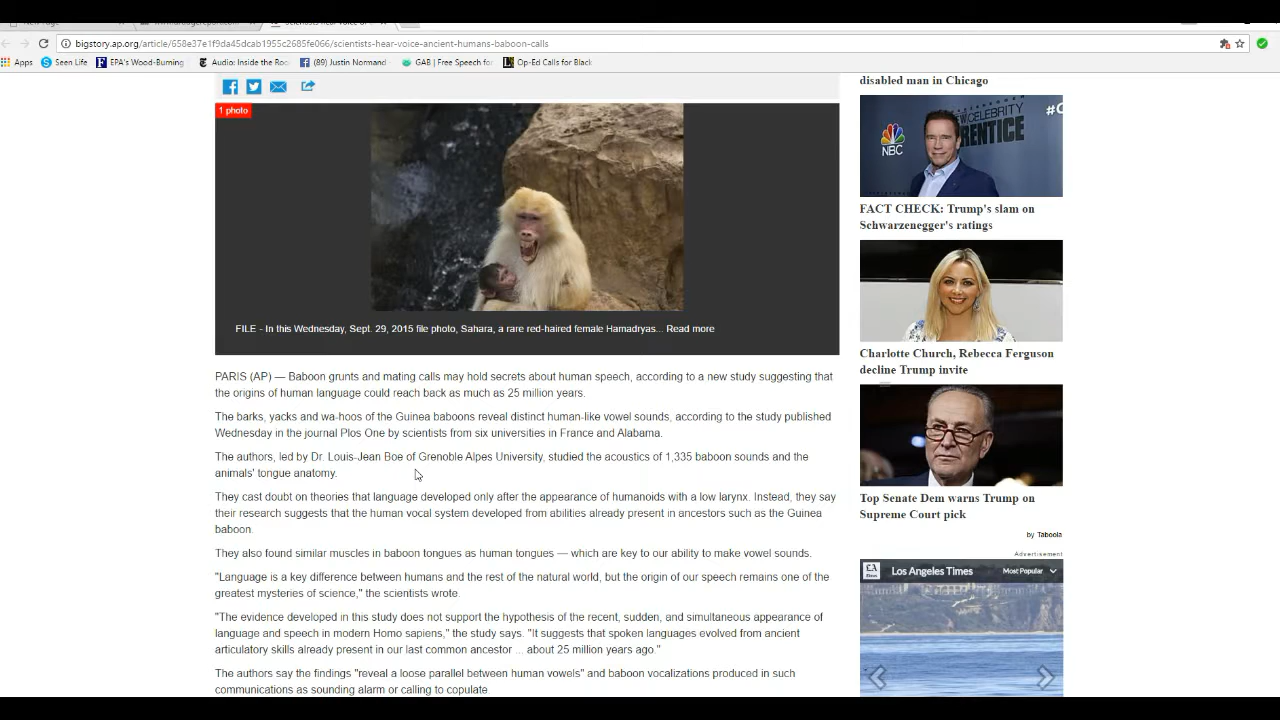 bigstory.ap.org/article/658e37e1f9da45dcab1955c2685fe066/scientists-hear-voice-ancient-humans-baboon-calls
Apps
Seen Life
EPA's Wood-Burning
Audio: Inside the Roo
(89) Justin Normand
GAB | Free Speech for
Op-Ed Calls for Black
1 photo
FILE - In this Wednesday, Sept. 29, 2015 file photo, Sahara, a rare red-haired female Hamadryas... Read more
PARIS (AP) — Baboon grunts and mating calls may hold secrets about human speech, according to a new study suggesting that
the origins of human language could reach back as much as 25 million years.
The barks, yacks and wa-hoos of the Guinea baboons reveal distinct human-like vowel sounds, according to the study published
Wednesday in the journal Plos One by scientists from six universities in France and Alabama.
The authors, led by Dr. Louis-Jean Boe of Grenoble Alpes University, studied the acoustics of 1,335 baboon sounds and the
animals' tongue anatomy.
They cast doubt on theories that language developed only after the appearance of humanoids with a low larynx. Instead, they say
their research suggests that the human vocal system developed from abilities already present in ancestors such as the Guinea
baboon.
They also found similar muscles in baboon tongues as human tongues — which are key to our ability to make vowel sounds.
"Language is a key difference between humans and the rest of the natural world, but the origin of our speech remains one of the
greatest mysteries of science," the scientists wrote.
"The evidence developed in this study does not support the hypothesis of the recent, sudden, and simultaneous appearance of
language and speech in modern Homo sapiens," the study says. "It suggests that spoken languages evolved from ancient
articulatory skills already present in our last common ancestor ... about 25 million years ago."
The authors say the findings "reveal a loose parallel between human vowels" and baboon vocalizations produced in such
communications as sounding alarm or calling to copulate
disabled man in Chicago
NBC
NEW CELEBRITY
#C
FACT CHECK: Trump's slam on
Schwarzenegger's ratings
Charlotte Church, Rebecca Ferguson
decline Trump invite
Top Senate Dem warns Trump on
Supreme Court pick
by Taboola
Advertisement
Los Angeles Times
Most Popular